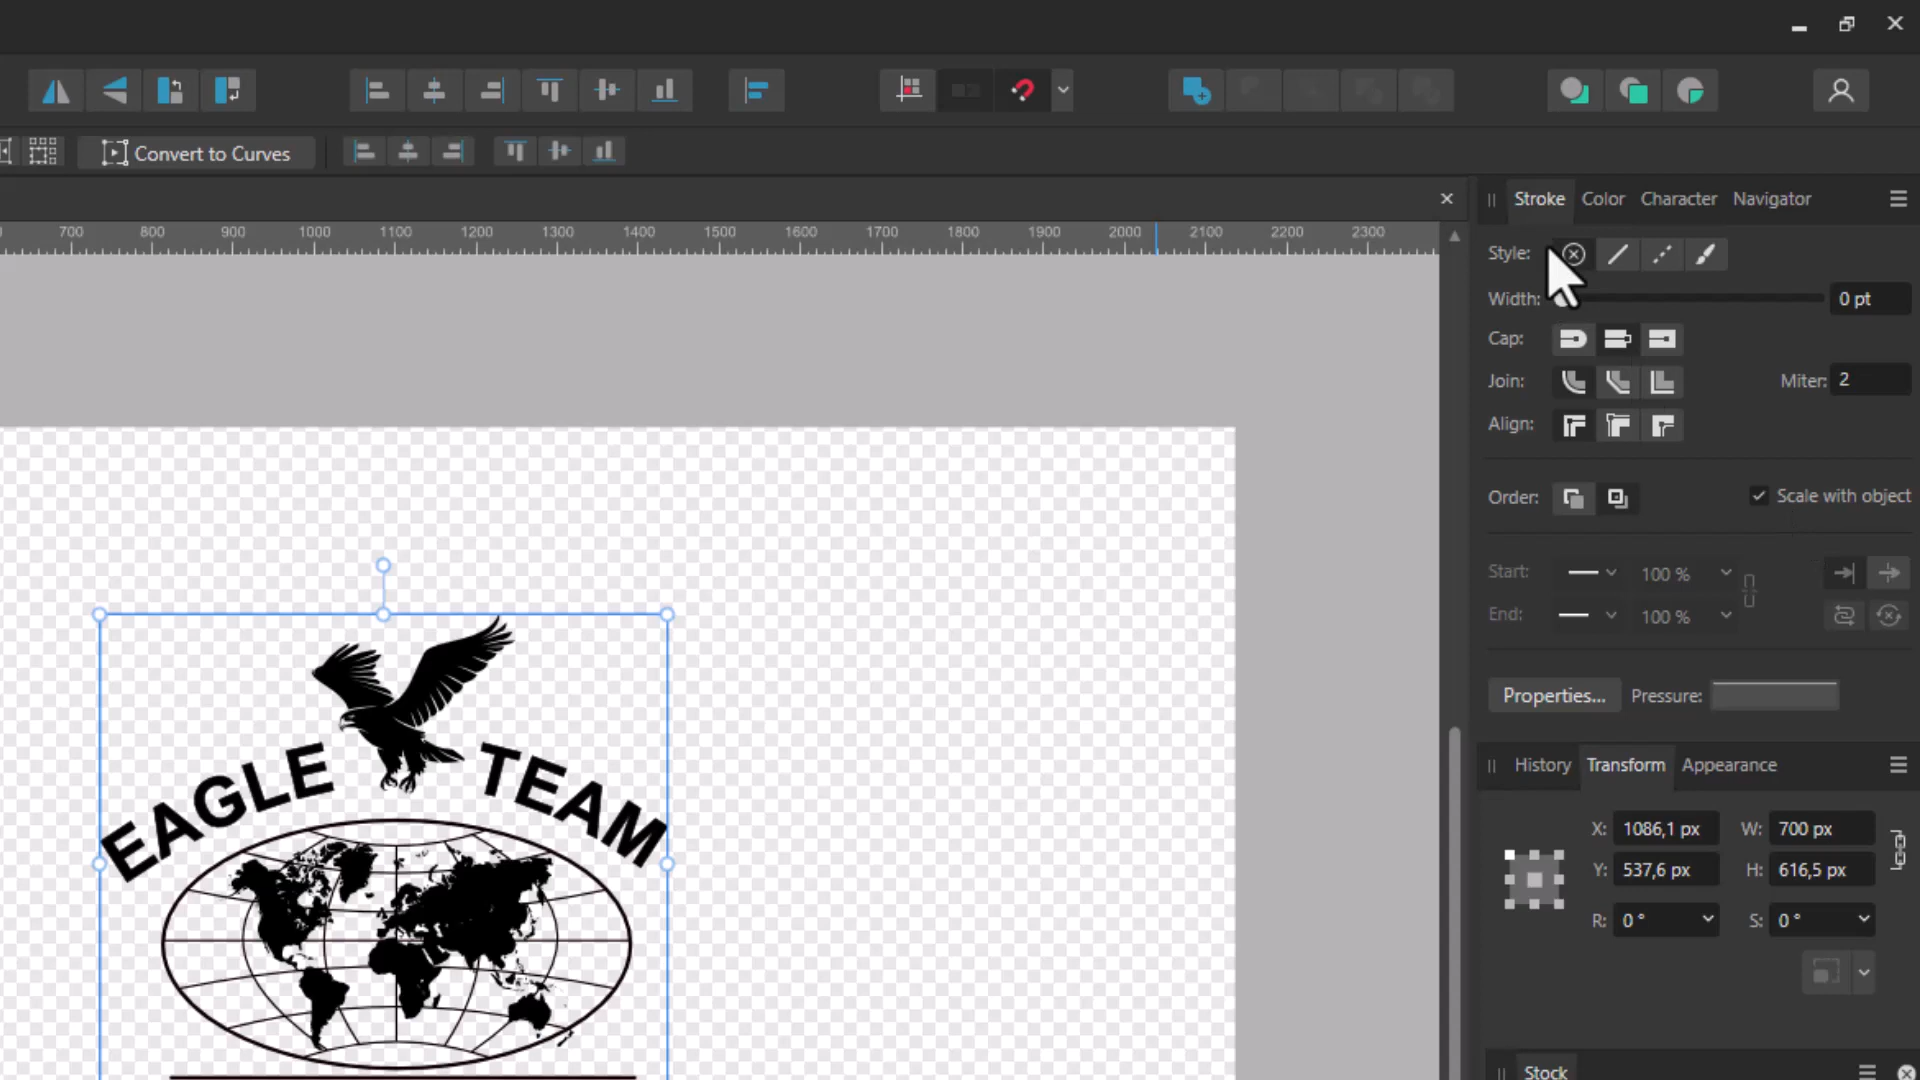 Convert to Curves
Stroke Color Character Navigator
700 800 900 1000 1100 1200 1300 1400 1500 1600 1700 1800 1900 2000 2100 2200 2300
Style:
Width: 0 pt
Cap:
Join: Miter: 2
Align:
Order: Scale with object
Start: 100 %
End: 100 %
Properties... Pressure:
EAGLE TEAM
History Transform Appearance
X: 1086,1 px W: 700 px
Y: 537,6 px H: 616,5 px
R: 0 ° S: 0 °
Stock